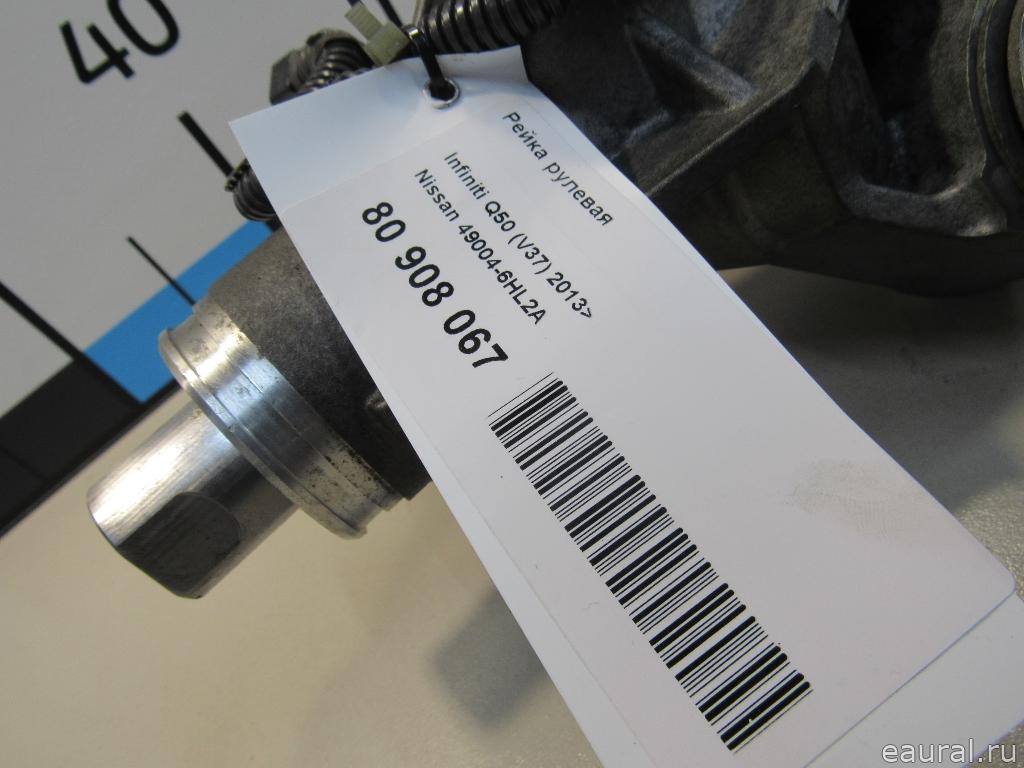 40
Рейка рулевая
Infiniti Q50 (V37) 2013>
Nissan 49004-6HL2A
80 908 067
eaural.ru